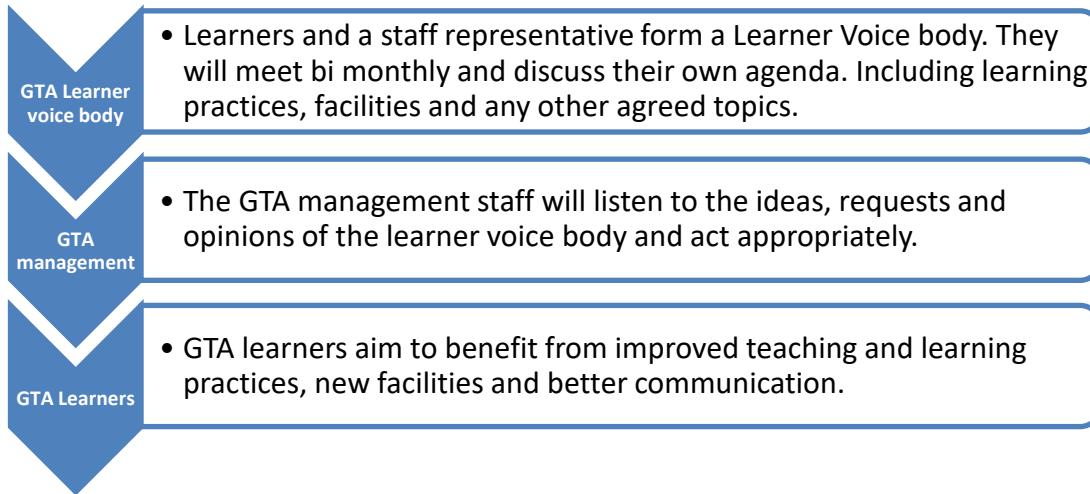 GTA Learner
voice body
• Learners and a staff representative form a Learner Voice body. They
will meet bi monthly and discuss their own agenda. Including learning
practices, facilities and any other agreed topics.
GTA
management
• The GTA management staff will listen to the ideas, requests and
opinions of the learner voice body and act appropriately.
GTA Learners
• GTA learners aim to benefit from improved teaching and learning
practices, new facilities and better communication.